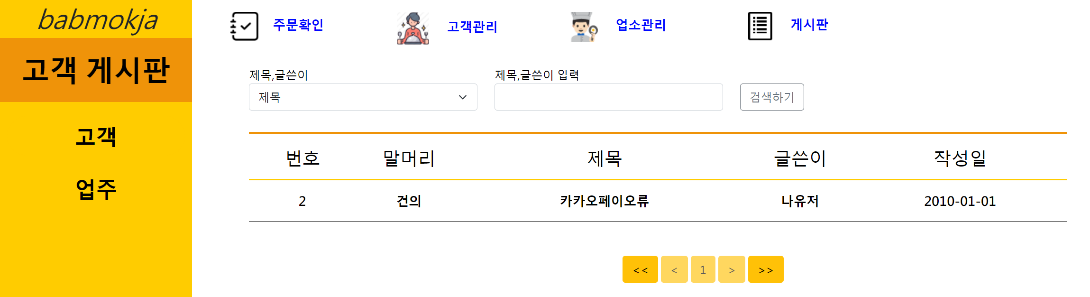 babmokja
고객 게시판
고객
업주
주문확인 고객관리 업소관리 게시판
제목,글쓴이 제목,글쓴이 입력
제목 검색하기
번호 말머리 제목 글쓴이 작성일
2 건의 카카오페이오류 나유저 2010-01-01
<< < 1 > >>